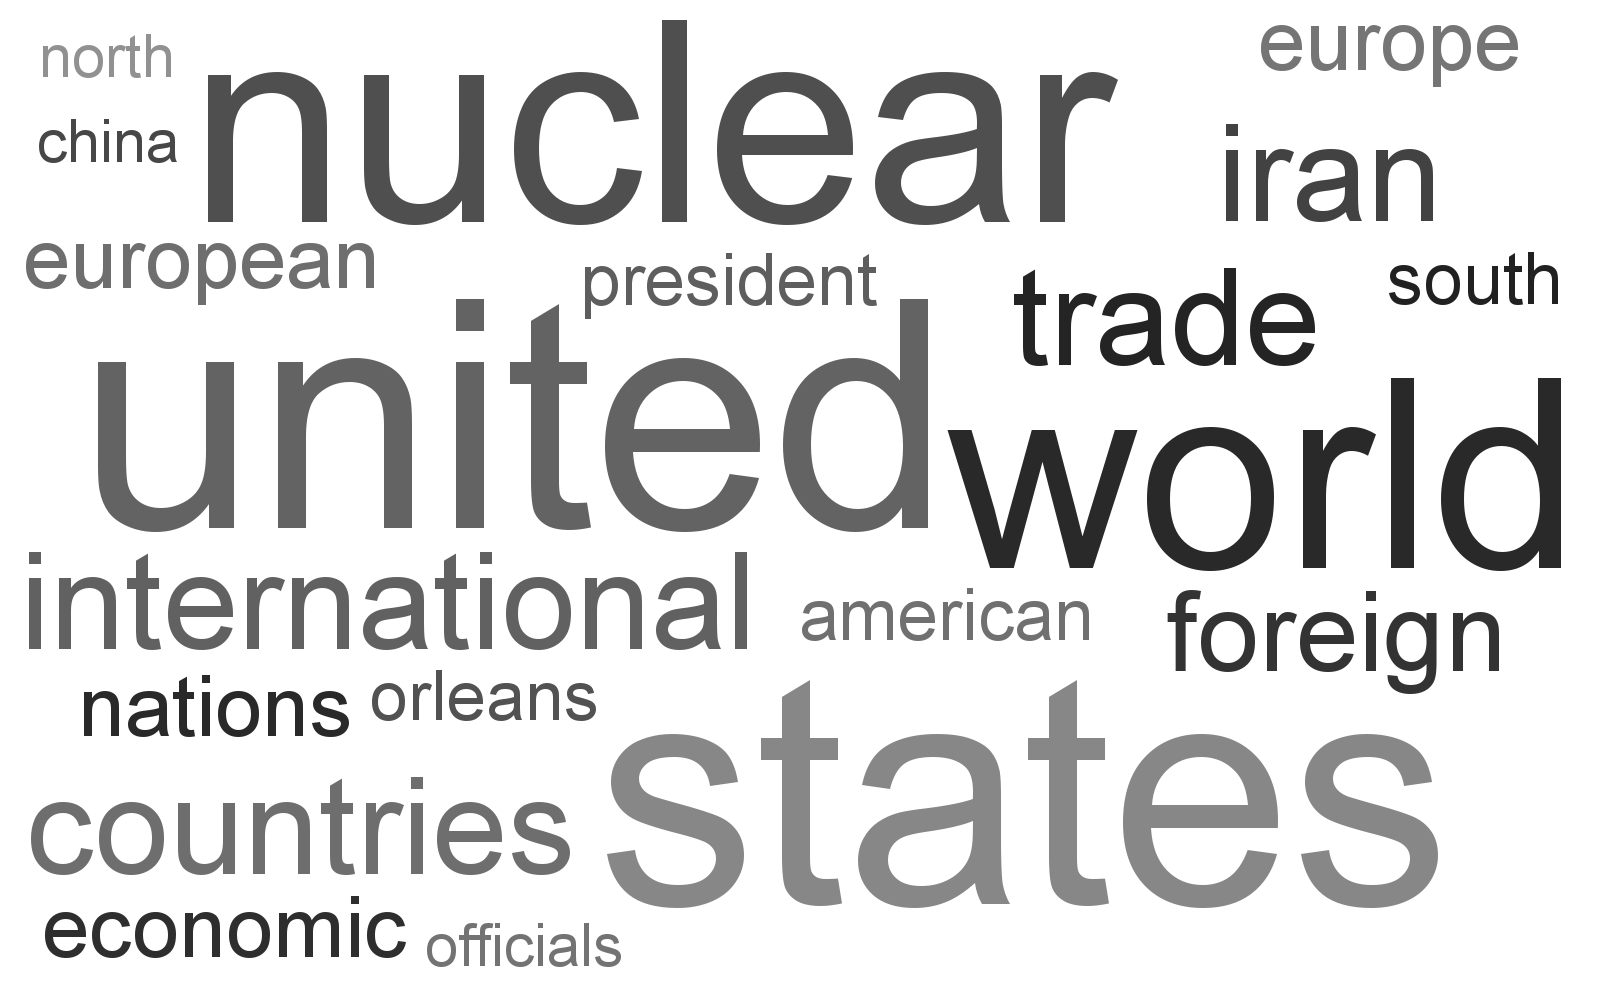 north
nuclear
europe
china
iran
european
president
trade
south
united
world
international
american
foreign
nations
orleans
states
countries
economic
officials